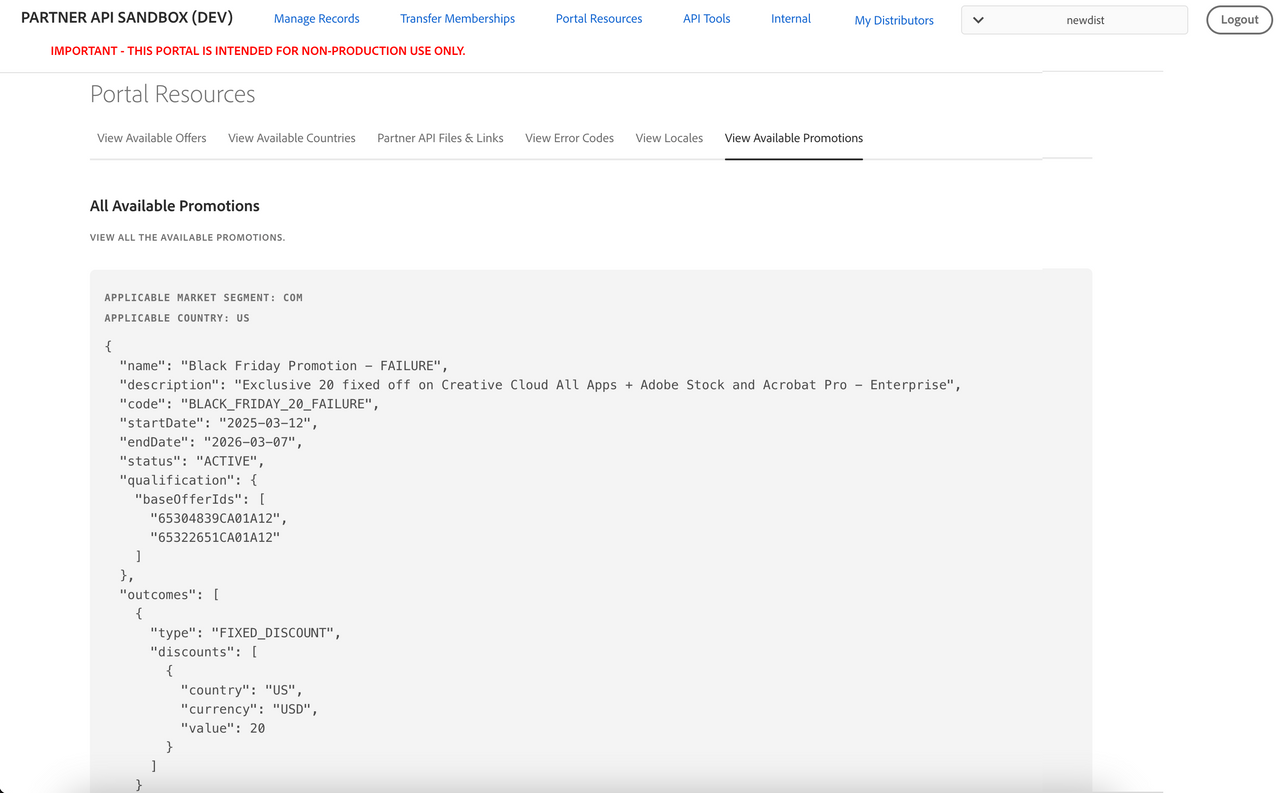 PARTNER API SANDBOX (DEV) Manage Records Transfer Memberships Portal Resources API Tools Internal My Distributors newdist Logout
IMPORTANT - THIS PORTAL IS INTENDED FOR NON-PRODUCTION USE ONLY.
Portal Resources
View Available Offers View Available Countries Partner API Files & Links View Error Codes View Locales View Available Promotions
All Available Promotions
VIEW ALL THE AVAILABLE PROMOTIONS.
APPLICABLE MARKET SEGMENT: COM
APPLICABLE COUNTRY: US
{
  "name": "Black Friday Promotion – FAILURE",
  "description": "Exclusive 20 fixed off on Creative Cloud All Apps + Adobe Stock and Acrobat Pro – Enterprise",
  "code": "BLACK_FRIDAY_20_FAILURE",
  "startDate": "2025-03-12",
  "endDate": "2026-03-07",
  "status": "ACTIVE",
  "qualification": {
    "baseOfferIds": [
      "65304839CA01A12",
      "65322651CA01A12"
    ]
  },
  "outcomes": [
    {
      "type": "FIXED_DISCOUNT",
      "discounts": [
        {
          "country": "US",
          "currency": "USD",
          "value": 20
        }
      ]
    }